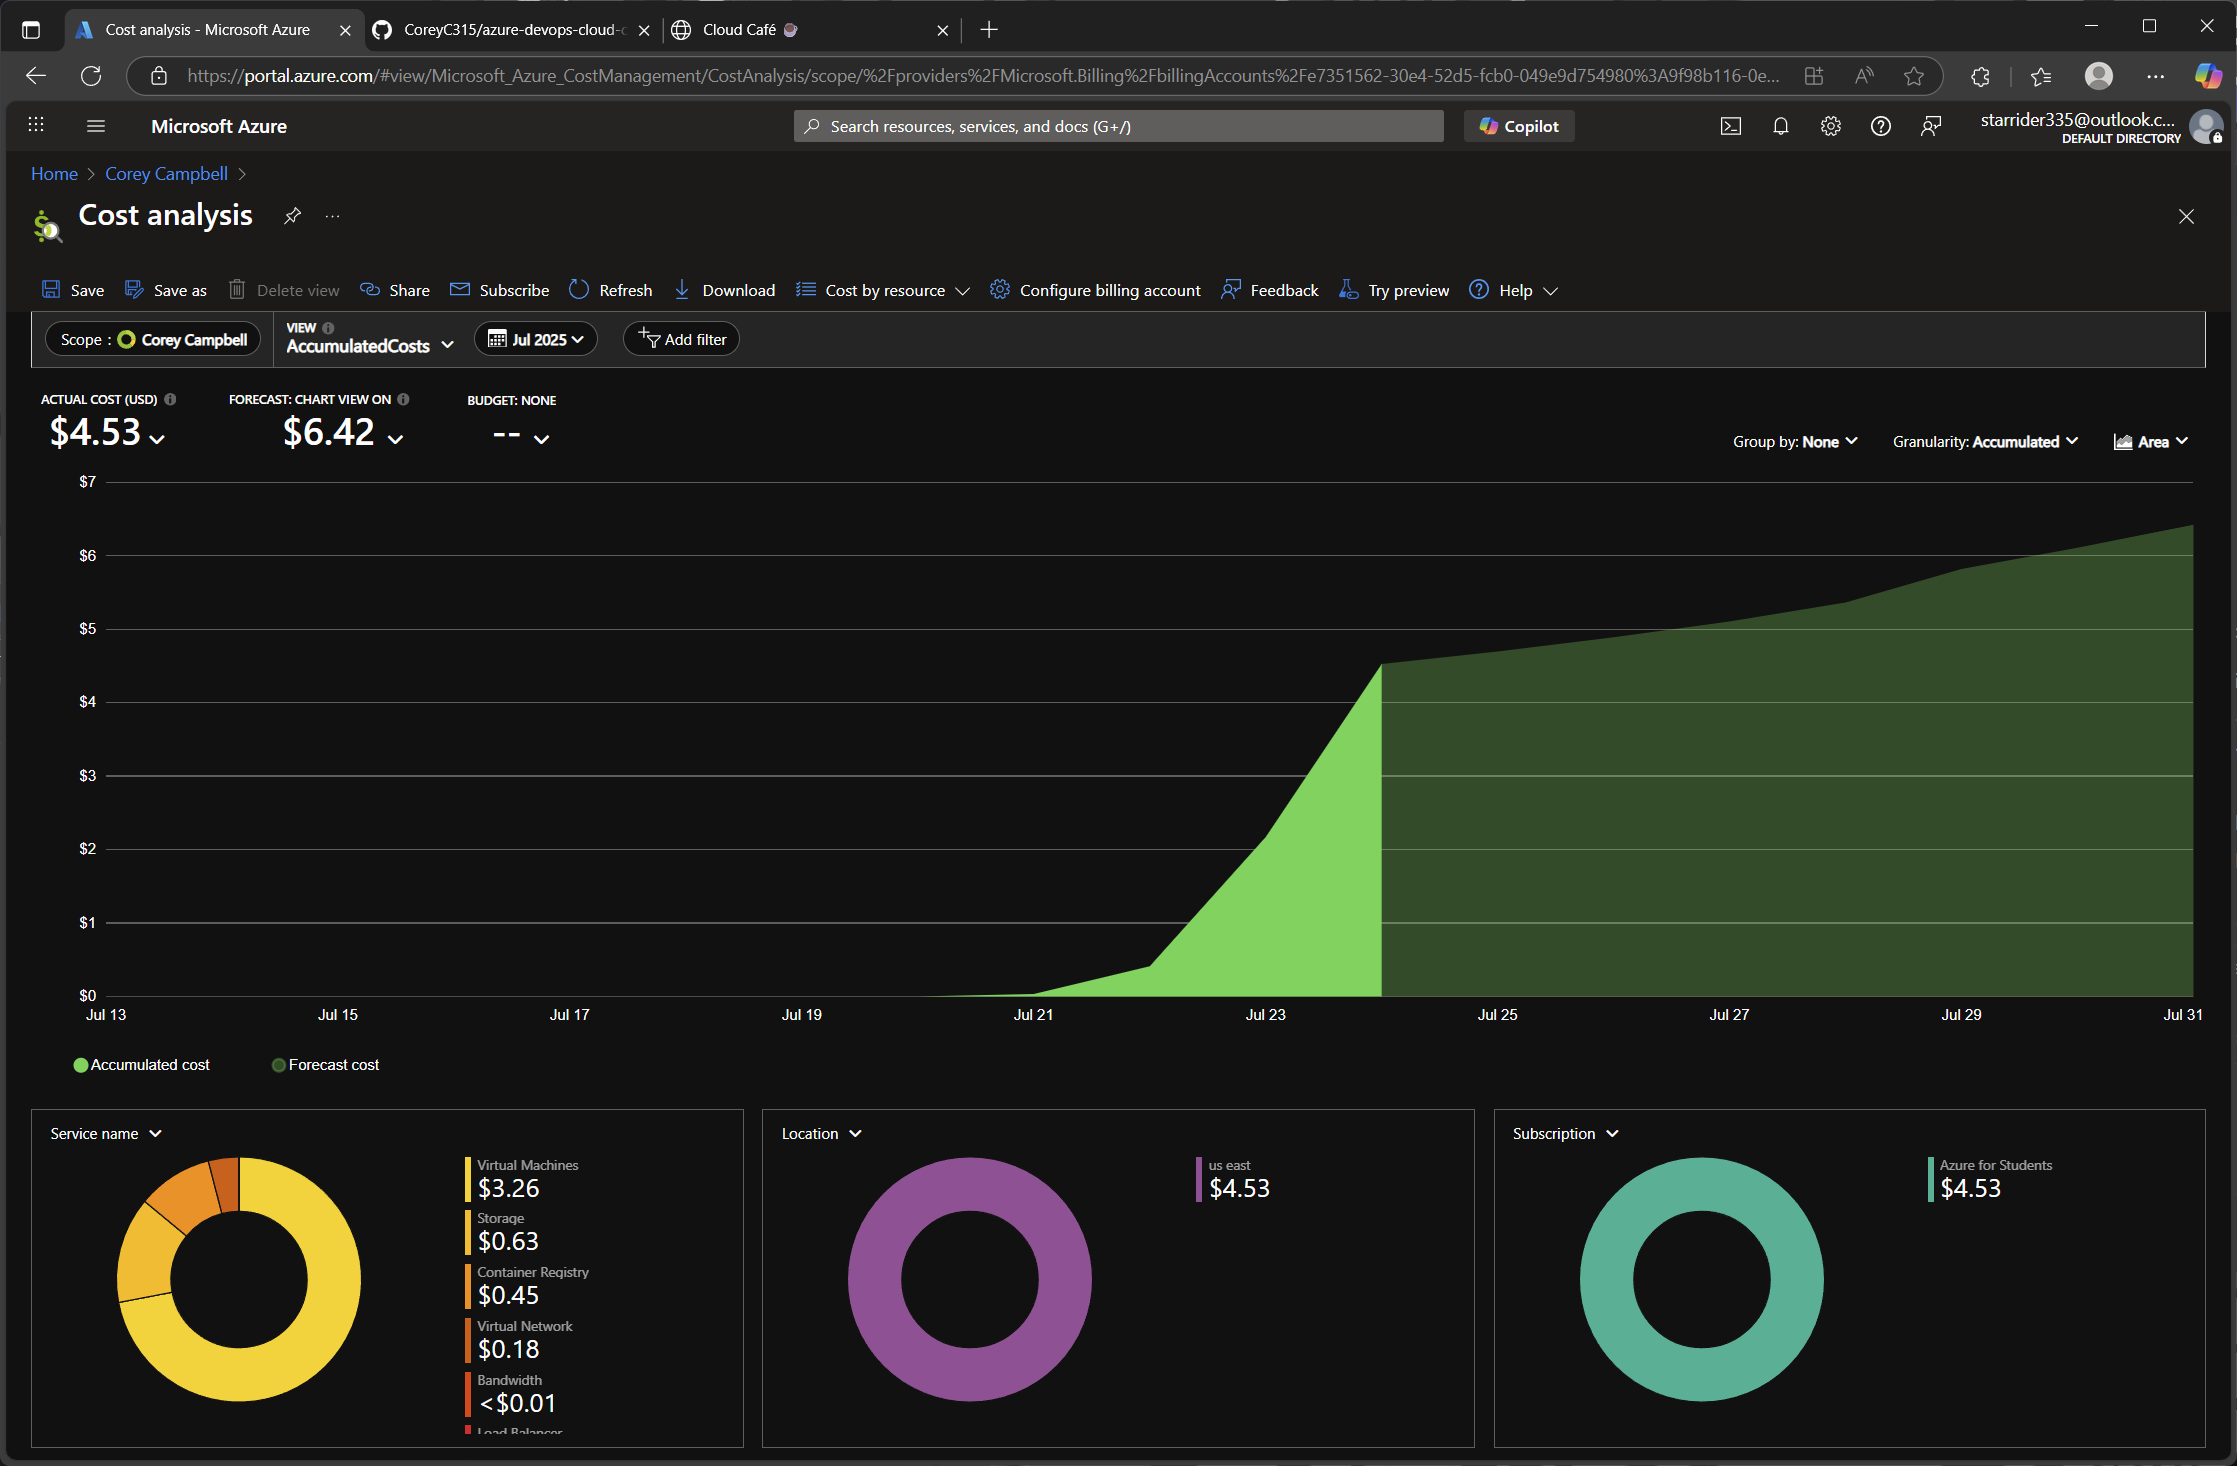 Cost analysis - Microsoft Azure
CoreyC315/azure-devops-cloud-c
Cloud Café
https://portal.azure.com/#view/Microsoft_Azure_CostManagement/CostAnalysis/scope/%2Fproviders%2FMicrosoft.Billing%2FbillingAccounts%2Fe7351562-30e4-52d5-fcb0-049e9d754980%3A9f98b116-0e...
Microsoft Azure
Search resources, services, and docs (G+/)
Copilot
starrider335@outlook.c...
DEFAULT DIRECTORY
Home > Corey Campbell >
Cost analysis
Save
Save as
Delete view
Share
Subscribe
Refresh
Download
Cost by resource
Configure billing account
Feedback
Try preview
Help
Scope : Corey Campbell
VIEW
AccumulatedCosts
Jul 2025
Add filter
ACTUAL COST (USD)
$4.53
FORECAST: CHART VIEW ON
$6.42
BUDGET: NONE
--
Group by: None
Granularity: Accumulated
Area
$7
$6
$5
$4
$3
$2
$1
$0
Jul 13
Jul 15
Jul 17
Jul 19
Jul 21
Jul 23
Jul 25
Jul 27
Jul 29
Jul 31
Accumulated cost
Forecast cost
Service name
Virtual Machines
$3.26
Storage
$0.63
Container Registry
$0.45
Virtual Network
$0.18
Bandwidth
<$0.01
Load Balancer
Location
us east
$4.53
Subscription
Azure for Students
$4.53